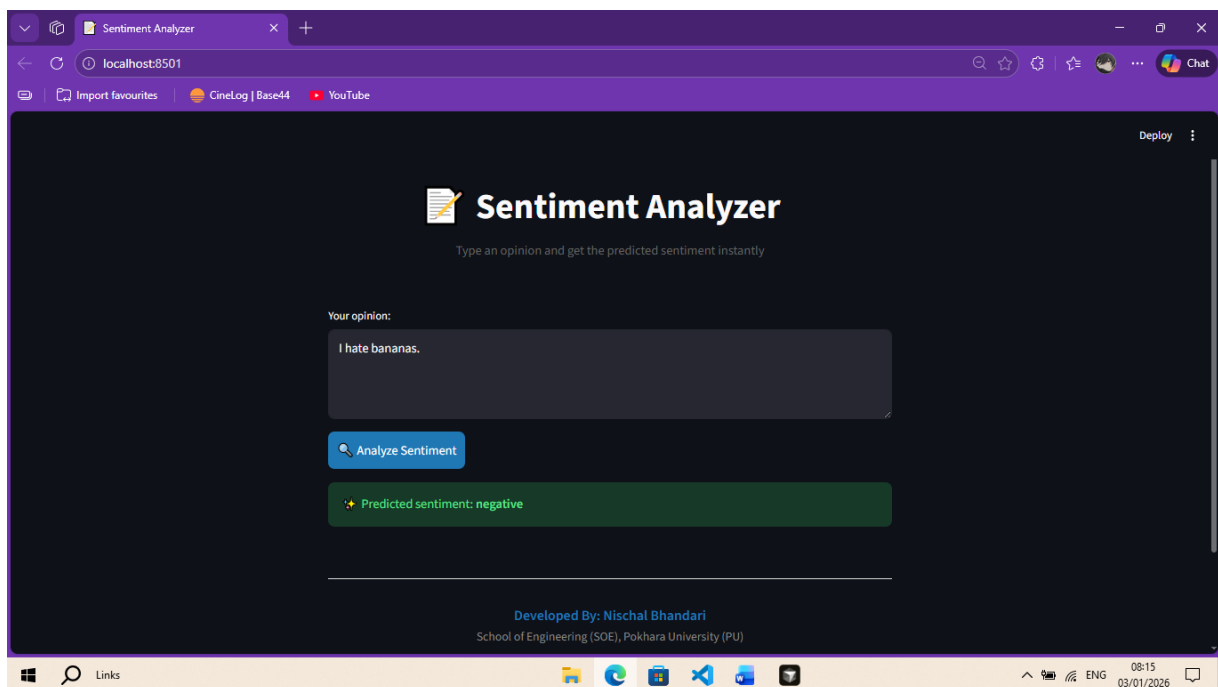 Sentiment Analyzer
localhost:8501
Chat
Import favourites
CineLog | Base44
YouTube
Deploy
Sentiment Analyzer
Type an opinion and get the predicted sentiment instantly
Your opinion:
I hate bananas.
Analyze Sentiment
Predicted sentiment: negative
Developed By: Nischal Bhandari
School of Engineering (SOE), Pokhara University (PU)
Links
ENG
08:15
03/01/2026